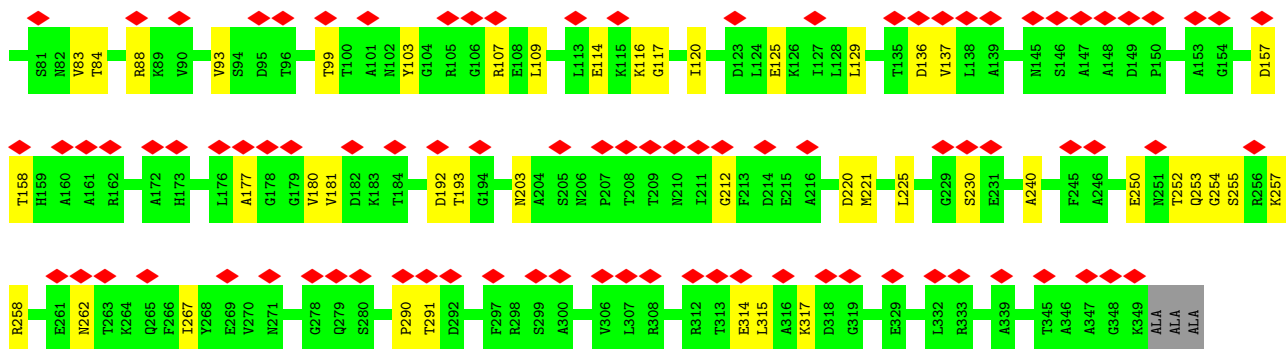 S81 N82 V83 T84 R88 K89 V90 V93 S94 D95 T96 T99 T100 A101 N102 Y103 G104 R105 G106 R107 E108 L109 L113 E114 K115 K116 G117 I120 D123 L124 E125 K126 I127 L128 L129 T135 D136 V137 L138 A139 N145 S146 A147 A148 D149 P150 A153 G154 D157
T158 H159 A160 A161 R162 A172 H173 L176 A177 G178 G179 V180 V181 D182 K183 T184 D192 T193 G194 N203 A204 S205 N206 P207 T208 T209 N210 I211 G212 F213 D214 E215 A216 D220 M221 L225 G229 S230 E231 A240 F245 A246 E250 N251 T252 Q253 G254 S255 R256 K257
R258 E261 N262 T263 K264 Q265 F266 I267 Y268 E269 V270 N271 G278 Q279 S280 P290 T291 D292 F297 R298 S299 A300 V306 L307 R308 R312 T313 E314 L315 A316 K317 D318 G319 E329 L332 R333 A339 T345 A346 A347 G348 K349 ALA ALA ALA